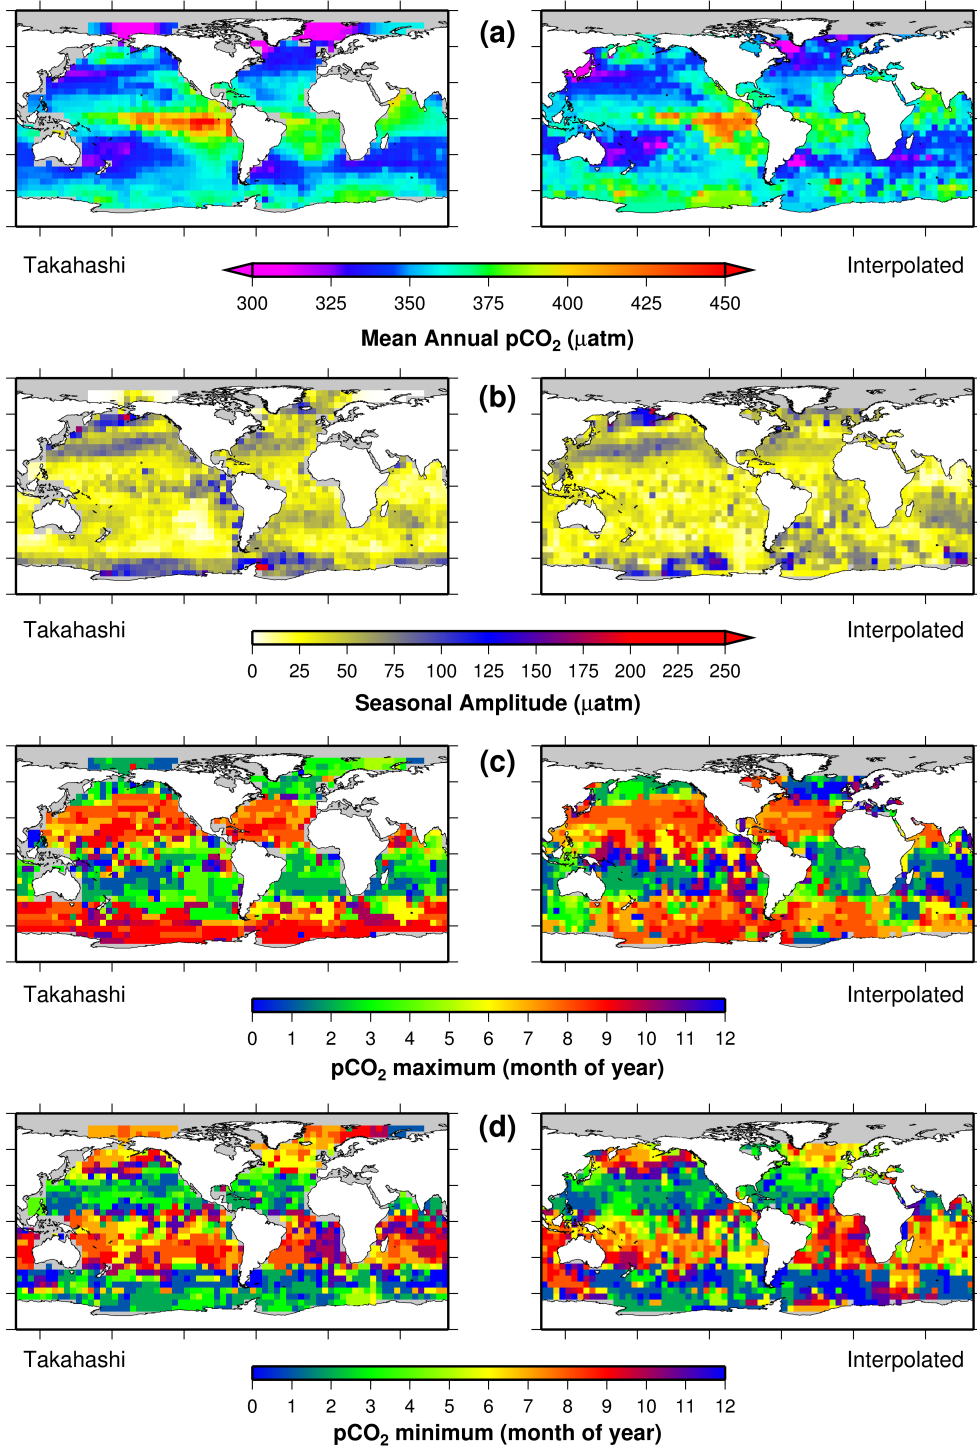 (a)
Takahashi
Interpolated
300 325 350 375 400 425 450
Mean Annual pCO₂ (μatm)
(b)
Takahashi
Interpolated
0 25 50 75 100 125 150 175 200 225 250
Seasonal Amplitude (μatm)
(c)
Takahashi
Interpolated
0 1 2 3 4 5 6 7 8 9 10 11 12
pCO₂ maximum (month of year)
(d)
Takahashi
Interpolated
0 1 2 3 4 5 6 7 8 9 10 11 12
pCO₂ minimum (month of year)